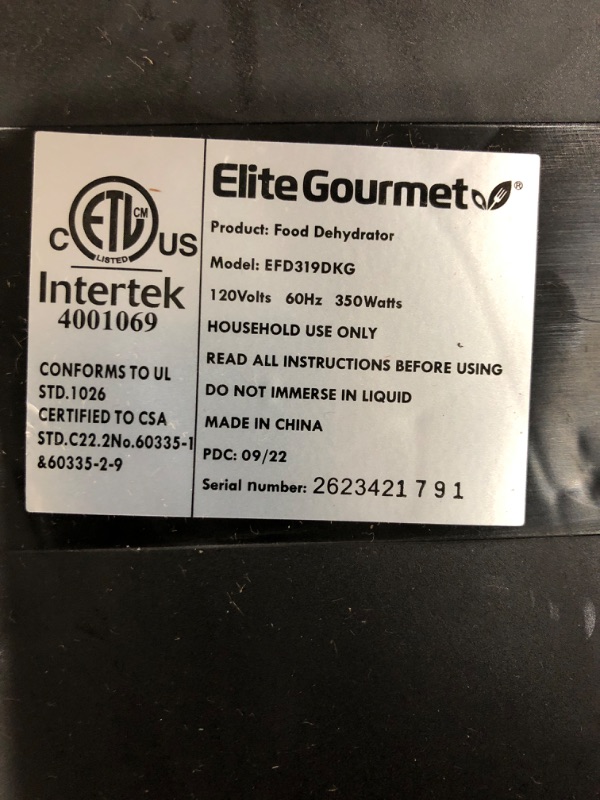 C ETL CM US
LISTED
Intertek
4001069
CONFORMS TO UL
STD.1026
CERTIFIED TO CSA
STD.C22.2No.60335-1
&60335-2-9
Elite Gourmet®
Product: Food Dehydrator
Model: EFD319DKG
120Volts 60Hz 350Watts
HOUSEHOLD USE ONLY
READ ALL INSTRUCTIONS BEFORE USING
DO NOT IMMERSE IN LIQUID
MADE IN CHINA
PDC: 09/22
Serial number: 2623421791